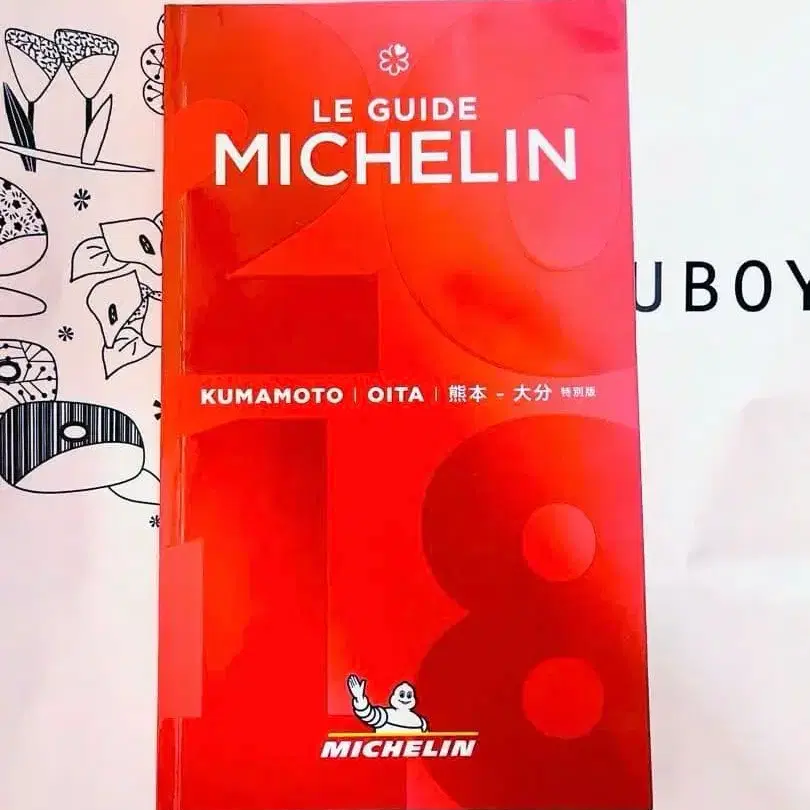 LE GUIDE
MICHELIN
2018
UBOY
KUMAMOTO | OITA | 熊本 - 大分 特別版
MICHELIN